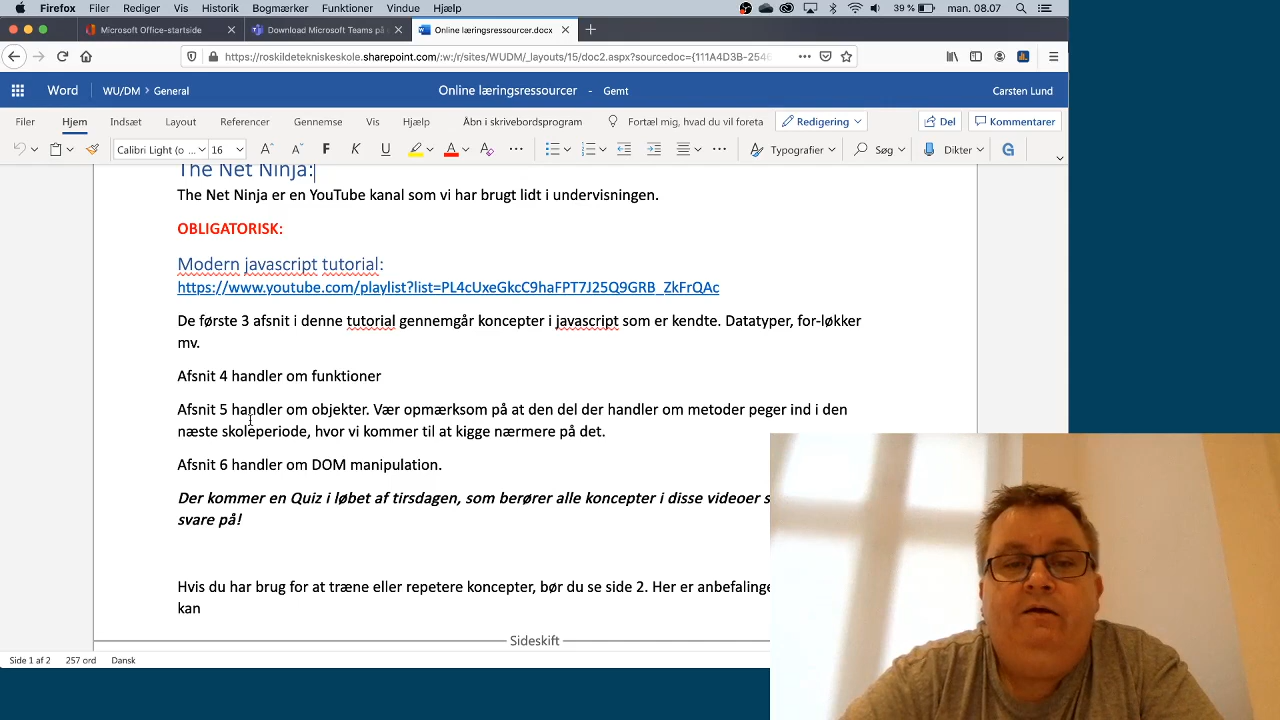 Firefox Filer Rediger Vis Historik Bogmærker Funktioner Vindue Hjælp 39 % man. 08.07
Microsoft Office-startside Download Microsoft Teams på Online læringsressourcer.docx
https://roskildetekniskeskole.sharepoint.com/:w:/r/sites/WUDM/_layouts/15/doc2.aspx?sourcedoc={111A4D3B-254
Word WU/DM > General Online læringsressourcer - Gemt Carsten Lund
Filer Hjem Indsæt Layout Referencer Gennemse Vis Hjælp Åbn i skrivebordsprogram Fortæl mig, hvad du vil foreta Redigering Del Kommentarer
Calibri Light (o ... 16 F K U A Typografier Søg Dikter
The Net Ninja:
The Net Ninja er en YouTube kanal som vi har brugt lidt i undervisningen.
OBLIGATORISK:
Modern javascript tutorial:
https://www.youtube.com/playlist?list=PL4cUxeGkcC9haFPT7J25Q9GRB_ZkFrQAc
De første 3 afsnit i denne tutorial gennemgår koncepter i javascript som er kendte. Datatyper, for-løkker
mv.
Afsnit 4 handler om funktioner
Afsnit 5 handler om objekter. Vær opmærksom på at den del der handler om metoder peger ind i den
næste skoleperiode, hvor vi kommer til at kigge nærmere på det.
Afsnit 6 handler om DOM manipulation.
Der kommer en Quiz i løbet af tirsdagen, som berører alle koncepter i disse videoer s
svare på!
Hvis du har brug for at træne eller repetere koncepter, bør du se side 2. Her er anbefalinge
kan
Sideskift
Side 1 af 2 257 ord Dansk